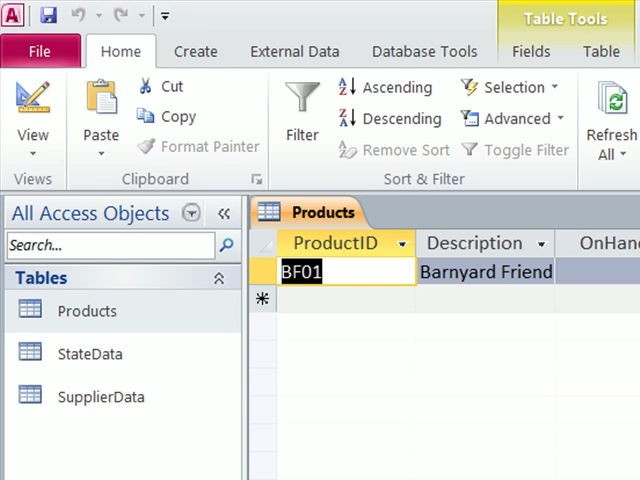 A
Table Tools
File Home Create External Data Database Tools Fields Table
View
Views
Paste
Cut
Copy
Format Painter
Clipboard
Filter
Ascending
Descending
Remove Sort
Selection
Advanced
Toggle Filter
Sort & Filter
Refresh
All
All Access Objects
Search...
Tables
Products
StateData
SupplierData
Products
ProductID Description OnHan
BF01 Barnyard Friend